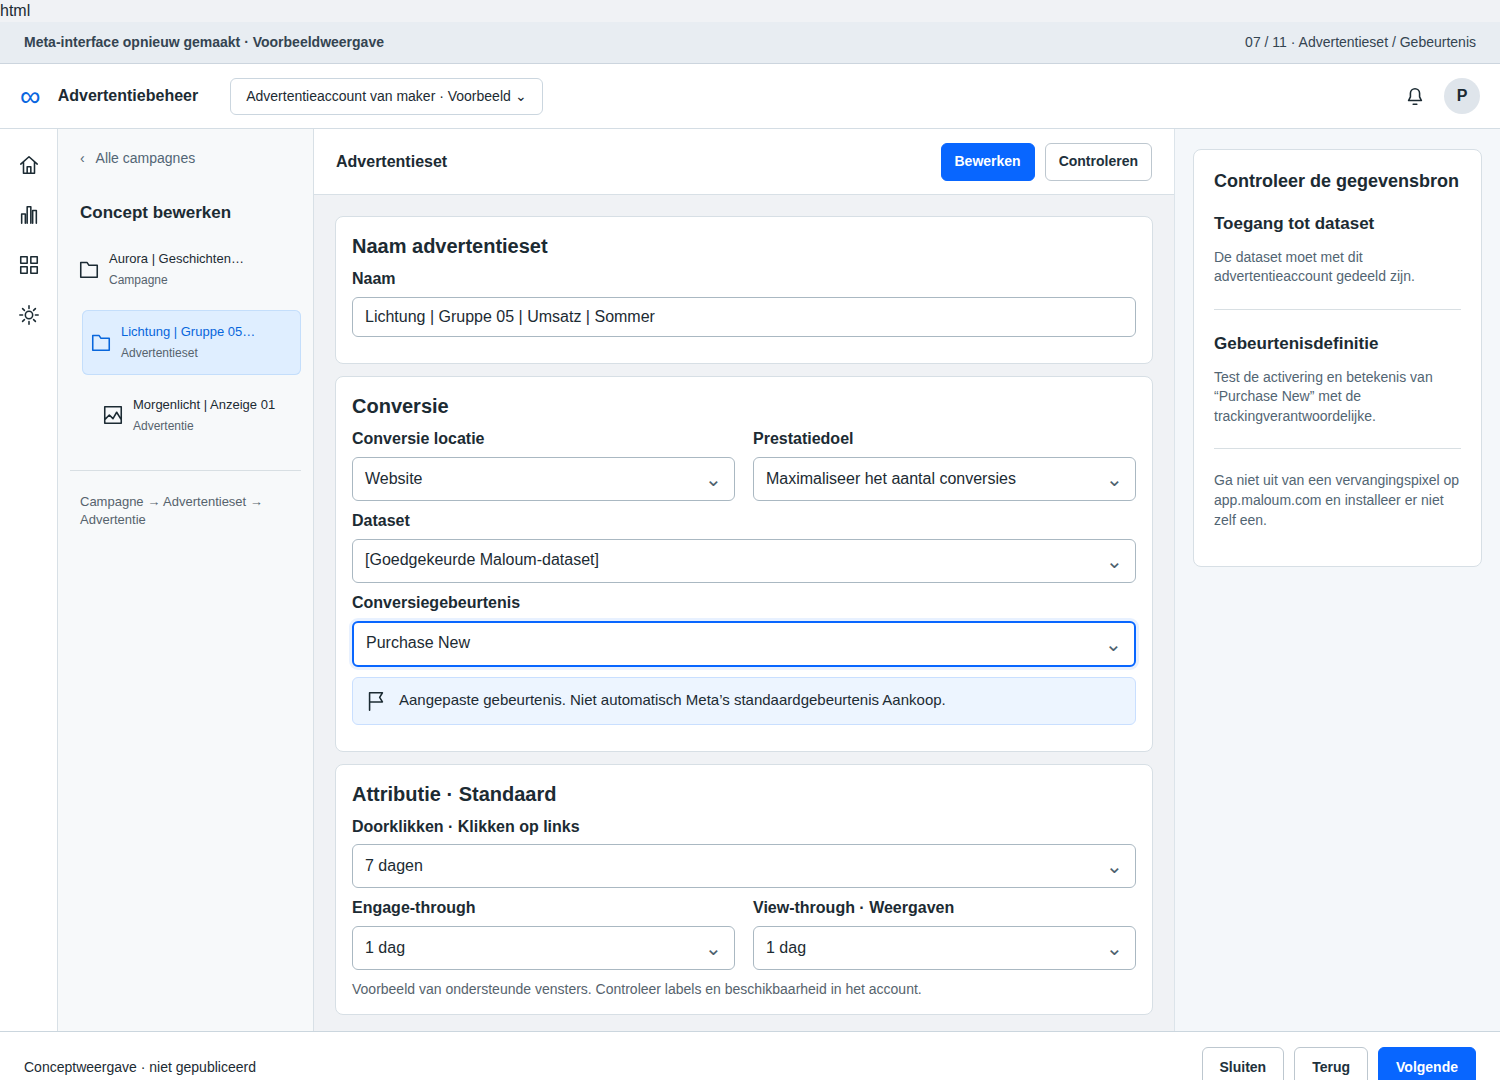 html
Meta-interface opnieuw gemaakt · Voorbeeldweergave
07 / 11 · Advertentieset / Gebeurtenis
Advertentiebeheer
Advertentieaccount van maker · Voorbeeld
P
‹ Alle campagnes
Concept bewerken
Aurora | Geschichten…
Campagne
Lichtung | Gruppe 05…
Advertentieset
Morgenlicht | Anzeige 01
Advertentie
Campagne → Advertentieset →
Advertentie
Advertentieset
Bewerken
Controleren
Naam advertentieset
Naam
Lichtung | Gruppe 05 | Umsatz | Sommer
Conversie
Conversie locatie
Prestatiedoel
Website
Maximaliseer het aantal conversies
Dataset
[Goedgekeurde Maloum-dataset]
Conversiegebeurtenis
Purchase New
Aangepaste gebeurtenis. Niet automatisch Meta’s standaardgebeurtenis Aankoop.
Attributie · Standaard
Doorklikken · Klikken op links
7 dagen
Engage-through
View-through · Weergaven
1 dag
1 dag
Voorbeeld van ondersteunde vensters. Controleer labels en beschikbaarheid in het account.
Controleer de gegevensbron
Toegang tot dataset
De dataset moet met dit
advertentieaccount gedeeld zijn.
Gebeurtenisdefinitie
Test de activering en betekenis van
“Purchase New” met de
trackingverantwoordelijke.
Ga niet uit van een vervangingspixel op
app.maloum.com en installeer er niet
zelf een.
Conceptweergave · niet gepubliceerd
Sluiten
Terug
Volgende